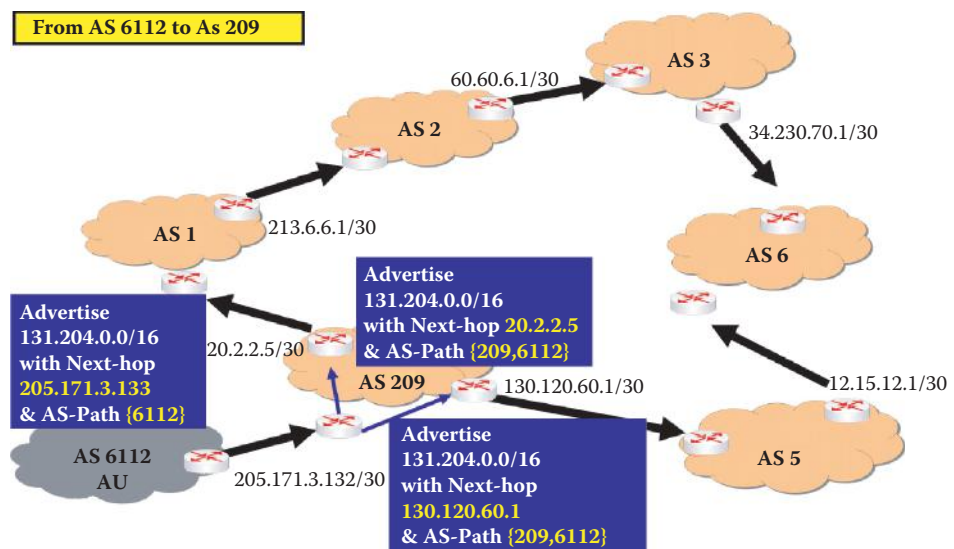 From AS 6112 to As 209
AS 3
60.60.6.1/30
AS 2
34.230.70.1/30
AS 1
213.6.6.1/30
AS 6
Advertise
131.204.0.0/16
with Next-hop 20.2.2.5
& AS-Path {209,6112}
Advertise
131.204.0.0/16
with Next-hop
205.171.3.133
& AS-Path {6112}
20.2.2.5/30
AS 209
130.120.60.1/30
12.15.12.1/30
AS 6112
AU
205.171.3.132/30
Advertise
131.204.0.0/16
with Next-hop
130.120.60.1
& AS-Path {209,6112}
AS 5